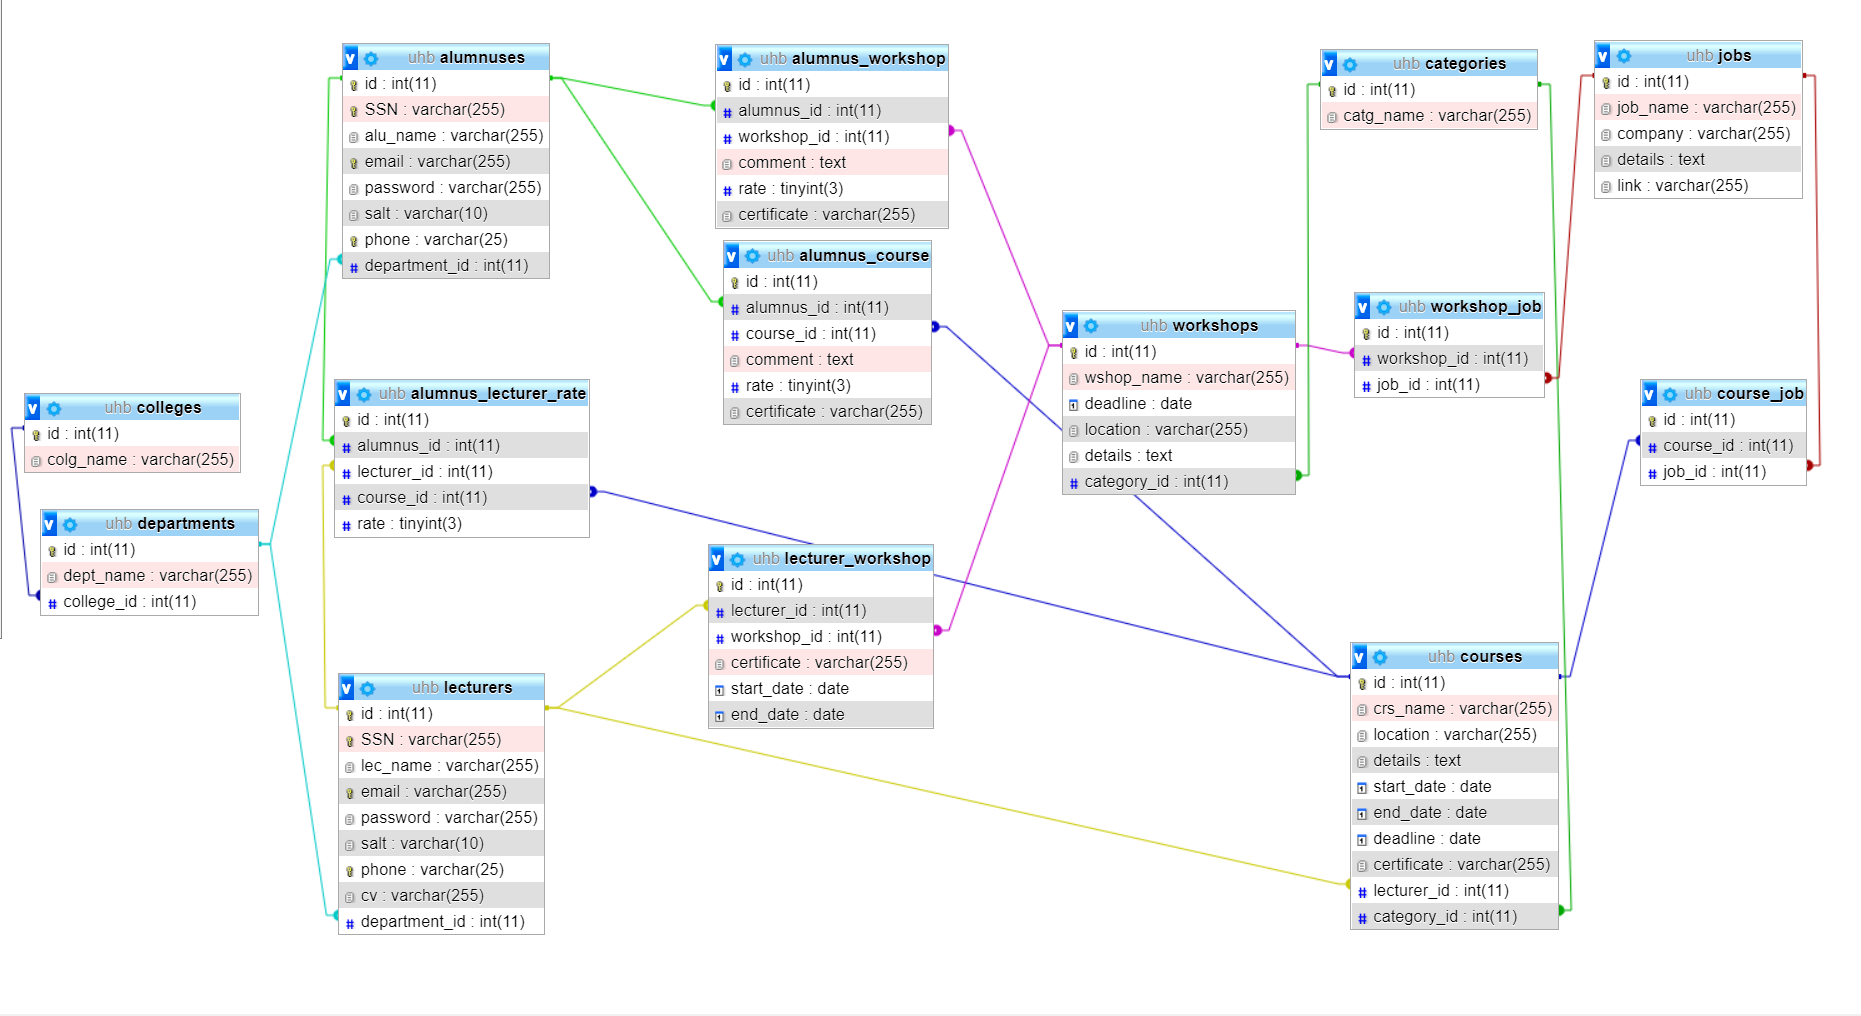 uhb alumnuses
id : int(11)
SSN : varchar(255)
alu_name : varchar(255)
email : varchar(255)
password : varchar(255)
salt : varchar(10)
phone : varchar(25)
department_id : int(11)
uhb alumnus_workshop
id : int(11)
alumnus_id : int(11)
workshop_id : int(11)
comment : text
rate : tinyint(3)
certificate : varchar(255)
uhb categories
id : int(11)
catg_name : varchar(255)
uhb jobs
id : int(11)
job_name : varchar(255)
company : varchar(255)
details : text
link : varchar(255)
uhb alumnus_course
id : int(11)
alumnus_id : int(11)
course_id : int(11)
comment : text
rate : tinyint(3)
certificate : varchar(255)
uhb workshops
id : int(11)
wshop_name : varchar(255)
deadline : date
location : varchar(255)
details : text
category_id : int(11)
uhb workshop_job
id : int(11)
workshop_id : int(11)
job_id : int(11)
uhb colleges
id : int(11)
colg_name : varchar(255)
uhb alumnus_lecturer_rate
id : int(11)
alumnus_id : int(11)
lecturer_id : int(11)
course_id : int(11)
rate : tinyint(3)
uhb course_job
id : int(11)
course_id : int(11)
job_id : int(11)
uhb departments
id : int(11)
dept_name : varchar(255)
college_id : int(11)
uhb lecturer_workshop
id : int(11)
lecturer_id : int(11)
workshop_id : int(11)
certificate : varchar(255)
start_date : date
end_date : date
uhb lecturers
id : int(11)
SSN : varchar(255)
lec_name : varchar(255)
email : varchar(255)
password : varchar(255)
salt : varchar(10)
phone : varchar(25)
cv : varchar(255)
department_id : int(11)
uhb courses
id : int(11)
crs_name : varchar(255)
location : varchar(255)
details : text
start_date : date
end_date : date
deadline : date
certificate : varchar(255)
lecturer_id : int(11)
category_id : int(11)